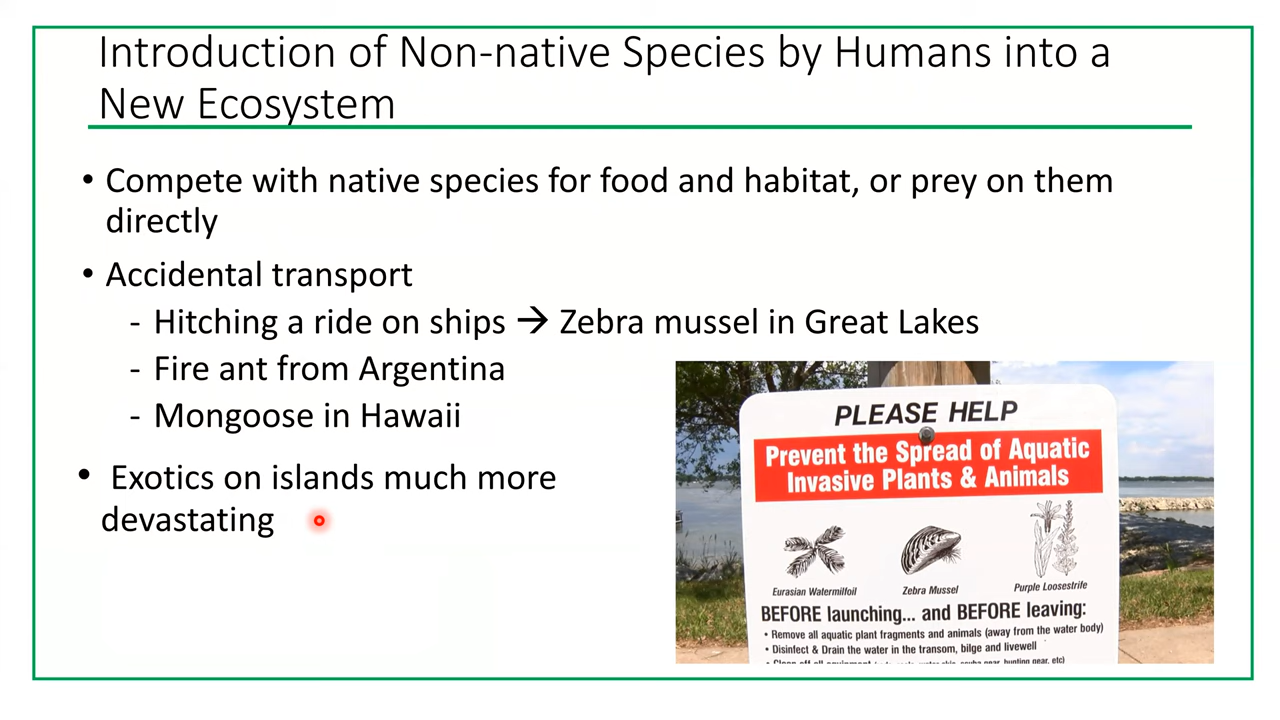 Introduction of Non-native Species by Humans into a
New Ecosystem
• Compete with native species for food and habitat, or prey on them
directly
• Accidental transport
- Hitching a ride on ships → Zebra mussel in Great Lakes
- Fire ant from Argentina
- Mongoose in Hawaii
• Exotics on islands much more
devastating
PLEASE HELP
Prevent the Spread of Aquatic
Invasive Plants & Animals
Eurasian Watermilfoil
Zebra Mussel
Purple Loosestrife
BEFORE launching... and BEFORE leaving:
• Remove all aquatic plant fragments and animals (away from the water body)
• Disinfect & Drain the water in the transom, bilge and livewell
• Clean off all equipment